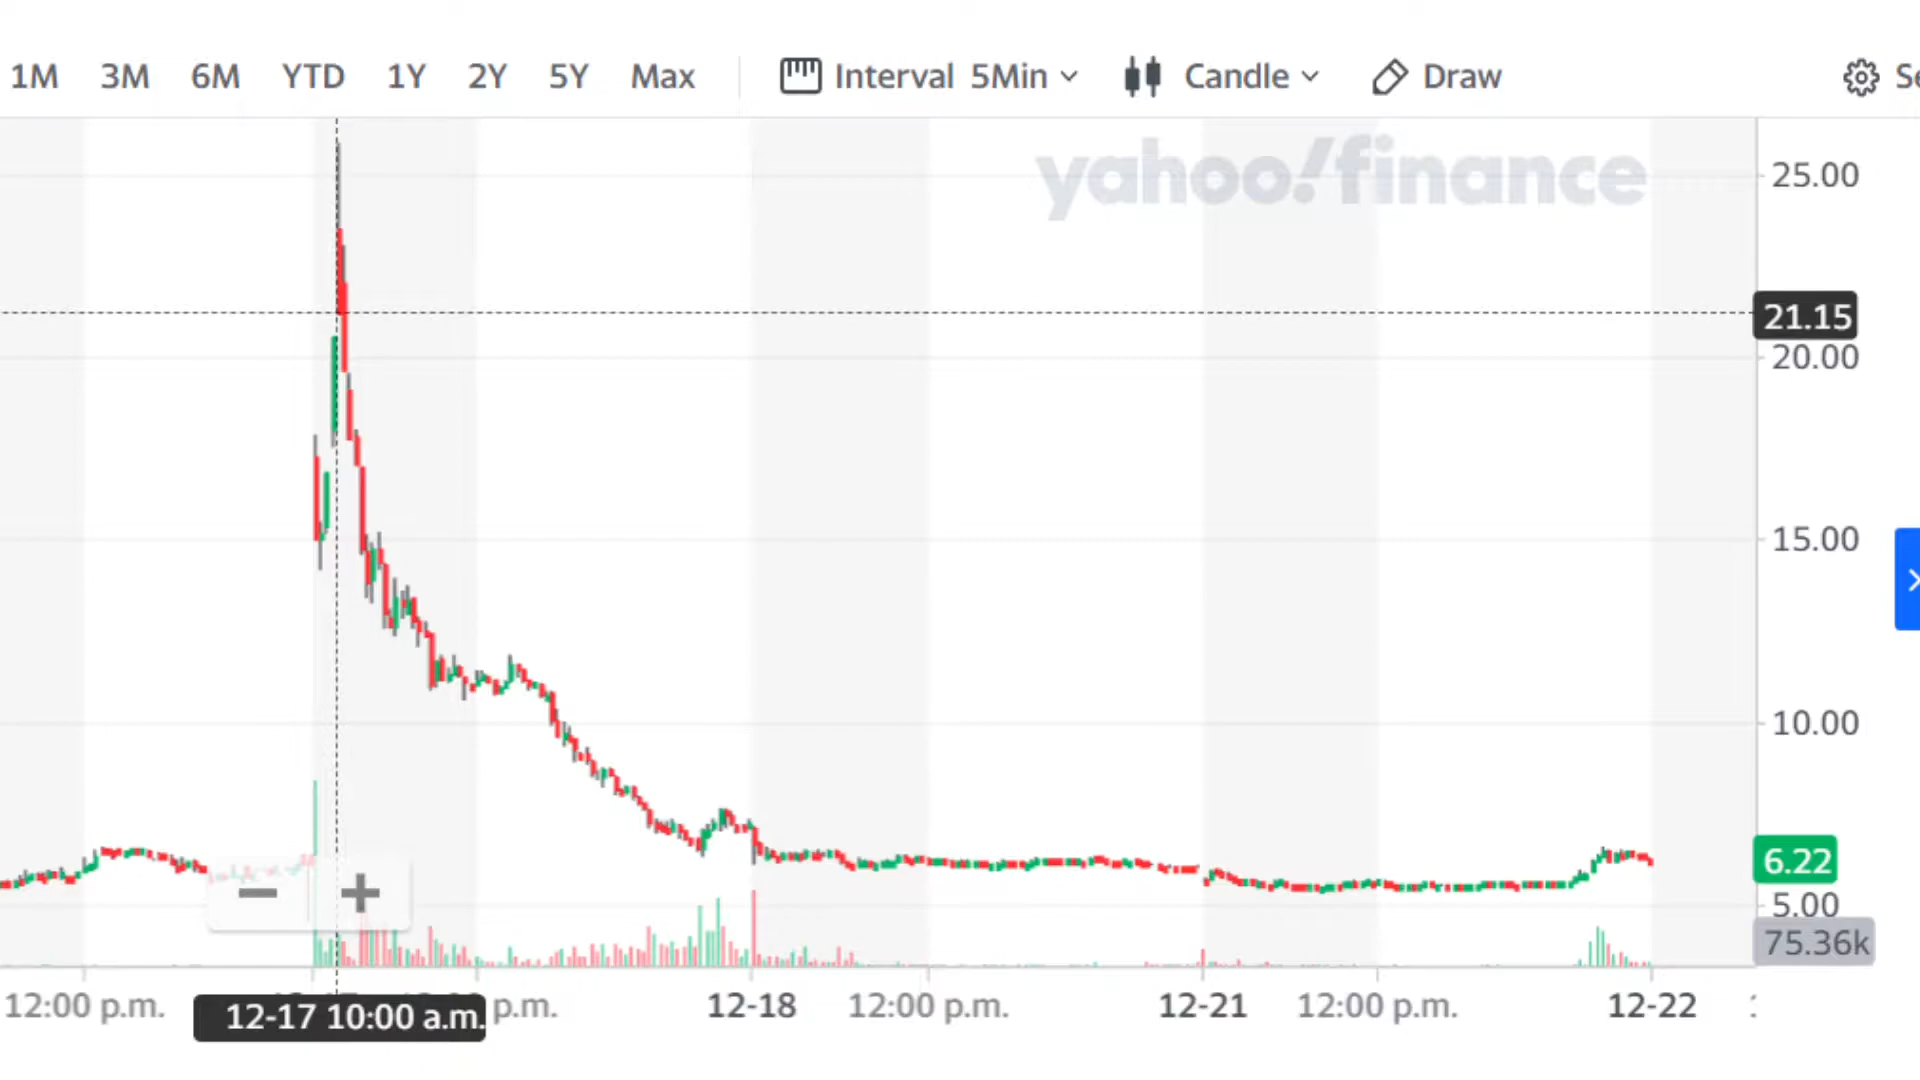 1M 3M 6M YTD 1Y 2Y 5Y Max Interval 5Min Candle Draw
yahoo!finance
25.00
21.15
20.00
15.00
10.00
6.22
5.00
75.36k
12:00 p.m. 12-17 10:00 a.m. p.m. 12-18 12:00 p.m. 12-21 12:00 p.m. 12-22